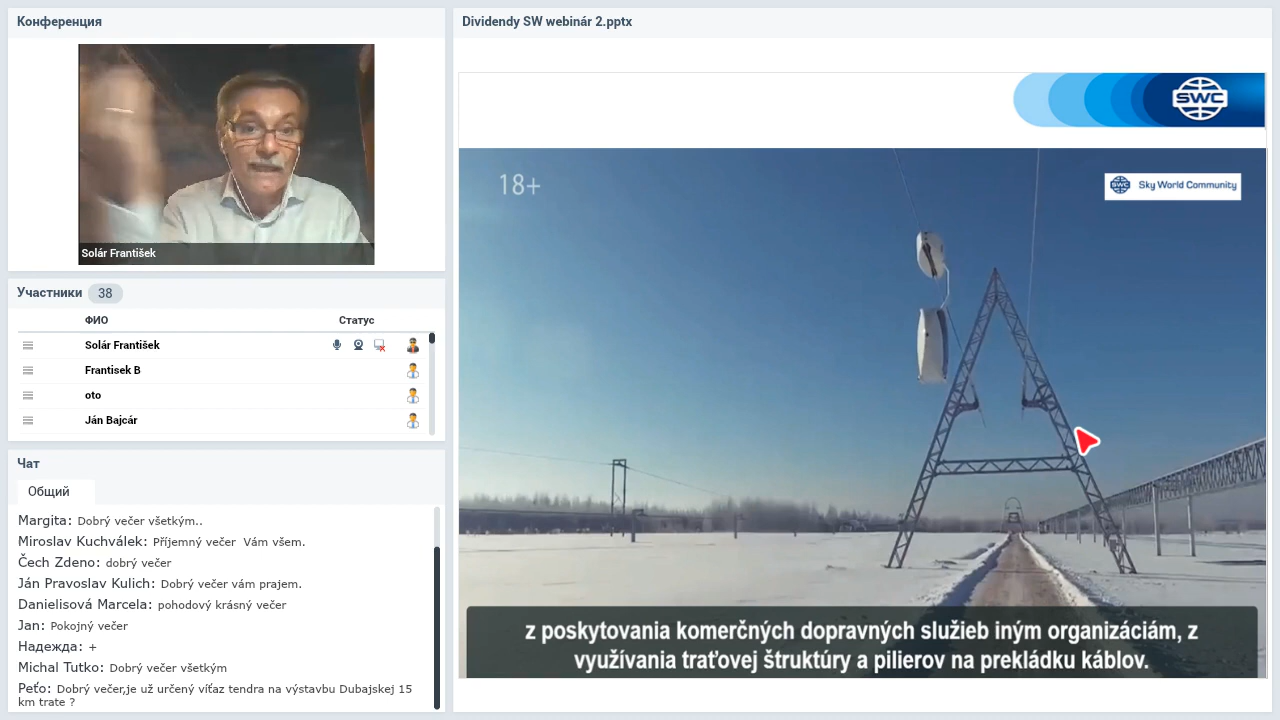 Конференция
Solár František
Участники 38
ФИО Статус
Solár František
Frantisek B
oto
Ján Bajcár
Чат
Общий
Margita: Dobrý večer všetkým..
Miroslav Kuchválek: Příjemný večer Vám všem.
Čech Zdeno: dobrý večer
Ján Pravoslav Kulich: Dobrý večer vám prajem.
Danielisová Marcela: pohodový krásný večer
Jan: Pokojný večer
Надежда: +
Michal Tutko: Dobrý večer všetkým
Peťo: Dobrý večer,je už určený víťaz tendra na výstavbu Dubajskej 15
km trate ?
Dividendy SW webinár 2.pptx
SWC
18+
SWC Sky World Community
z poskytovania komerčných dopravných služieb iným organizáciám, z
využívania traťovej štruktúry a pilierov na prekládku káblov.